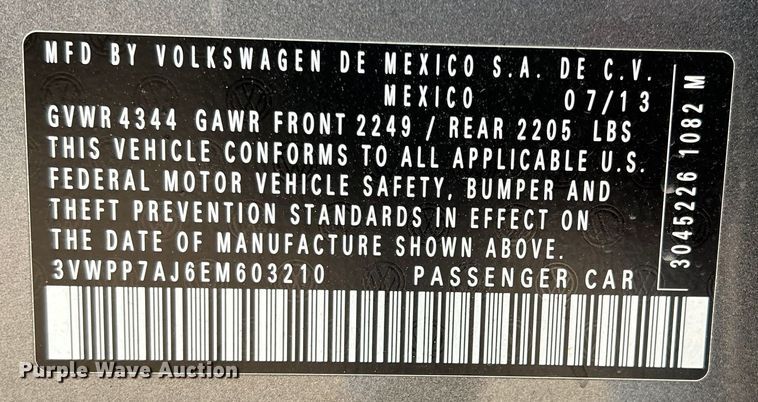 MFD BY VOLKSWAGEN DE MEXICO S.A. DE C.V.
MEXICO 07/13
GVWR 4344 GAWR FRONT 2249 / REAR 2205 LBS
THIS VEHICLE CONFORMS TO ALL APPLICABLE U.S.
FEDERAL MOTOR VEHICLE SAFETY, BUMPER AND
THEFT PREVENTION STANDARDS IN EFFECT ON
THE DATE OF MANUFACTURE SHOWN ABOVE.
3VWPP7AJ6EM603210 PASSENGER CAR
3045226 1082 M
Purple Wave Auction